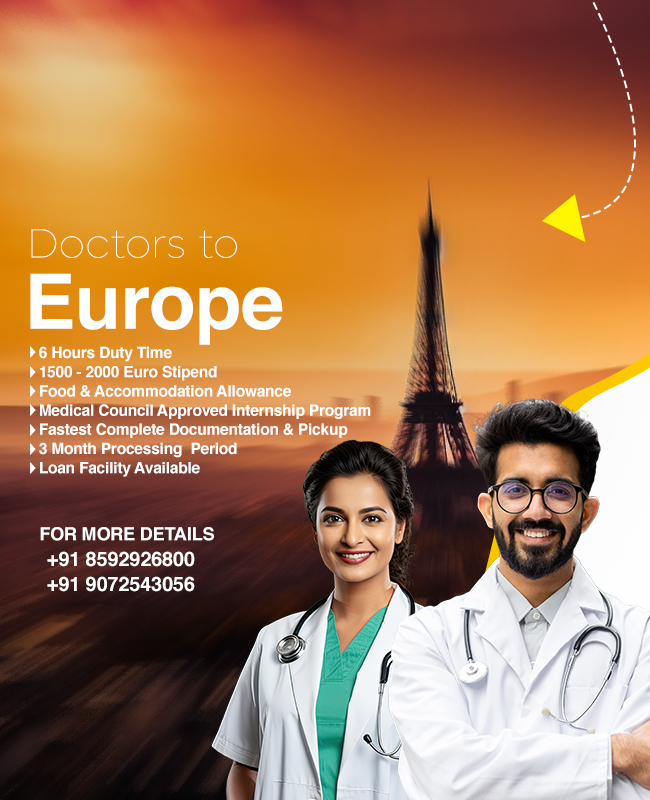 Doctors to
Europe
6 Hours Duty Time
1500 - 2000 Euro Stipend
Food & Accommodation Allowance
Medical Council Approved Internship Program
Fastest Complete Documentation & Pickup
3 Month Processing  Period
Loan Facility Available
FOR MORE DETAILS
+91 8592926800
+91 9072543056